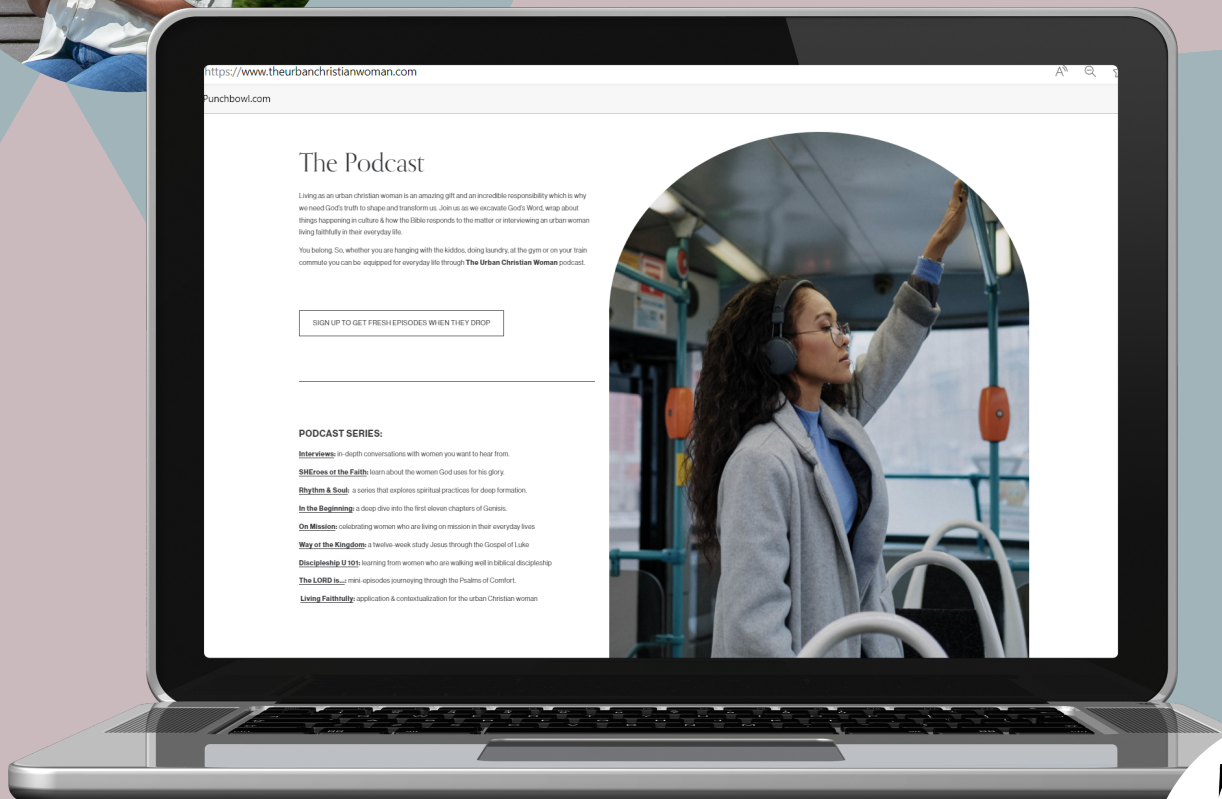 https://www.theurbanchristianwoman.com
Punchbowl.com
The Podcast
Living as an urban christian woman is an amazing gift and an incredible responsibility which is why
we need God's truth to shape and transform us. Join us as we excavate God's Word, wrap about
things happening in culture & how the Bible responds to the matter or interviewing an urban woman
living faithfully in their everyday life.
You belong. So, whether you are hanging with the kiddos, doing laundry, at the gym or on your train
commute you can be equipped for everyday life through The Urban Christian Woman podcast.
SIGN UP TO GET FRESH EPISODES WHEN THEY DROP
PODCAST SERIES:
Interviews: in-depth conversations with women you want to hear from.
SHEroes of the Faith: learn about the women God uses for his glory.
Rhythm & Soul: a series that explores spiritual practices for deep formation.
In the Beginning: a deep dive into the first eleven chapters of Genisis.
On Mission: celebrating women who are living on mission in their everyday lives
Way of the Kingdom: a twelve-week study Jesus through the Gospel of Luke
Discipleship U 101: learning from women who are walking well in biblical discipleship
The LORD is...: mini-episodes journeying through the Psalms of Comfort.
Living Faithfully: application & contextualization for the urban Christian woman